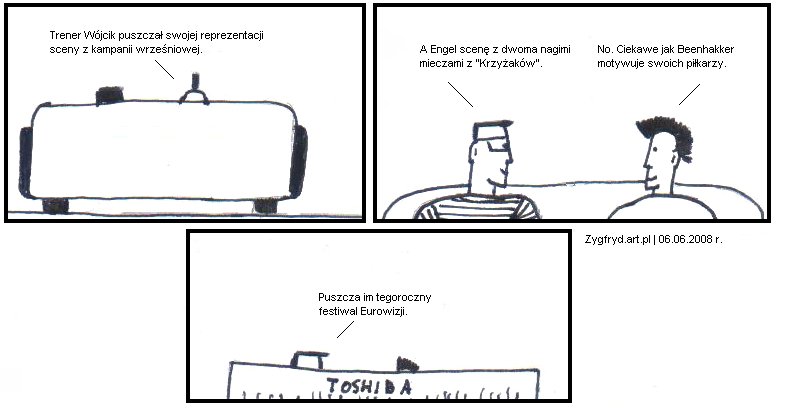 Trener Wójcik puszczał swojej reprezentacji
sceny z kampanii wrześniowej.
A Engel scenę z dwoma nagimi
mieczami z "Krzyżaków".
No. Ciekawe jak Beenhakker
motywuje swoich piłkarzy.
Zygfryd.art.pl | 06.06.2008 r.
Puszcza im tegoroczny
festiwal Eurowizji.
TOSHIBA